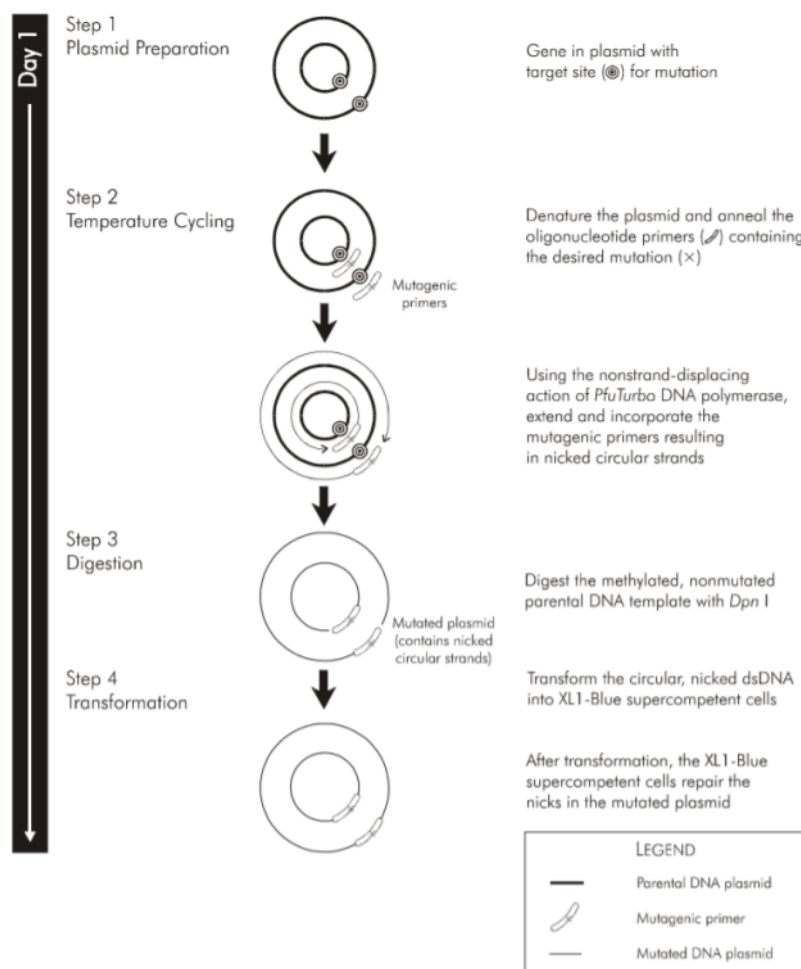 Day 1
Step 1
Plasmid Preparation
Gene in plasmid with
target site (◎) for mutation
Step 2
Temperature Cycling
Denature the plasmid and anneal the
oligonucleotide primers () containing
the desired mutation (×)
Mutagenic
primers
Using the nonstrand-displacing
action of PfuTurbo DNA polymerase,
extend and incorporate the
mutagenic primers resulting
in nicked circular strands
Step 3
Digestion
Digest the methylated, nonmutated
parental DNA template with Dpn I
Mutated plasmid
(contains nicked
circular strands)
Step 4
Transformation
Transform the circular, nicked dsDNA
into XL1-Blue supercompetent cells
After transformation, the XL1-Blue
supercompetent cells repair the
nicks in the mutated plasmid
LEGEND
Parental DNA plasmid
Mutagenic primer
Mutated DNA plasmid